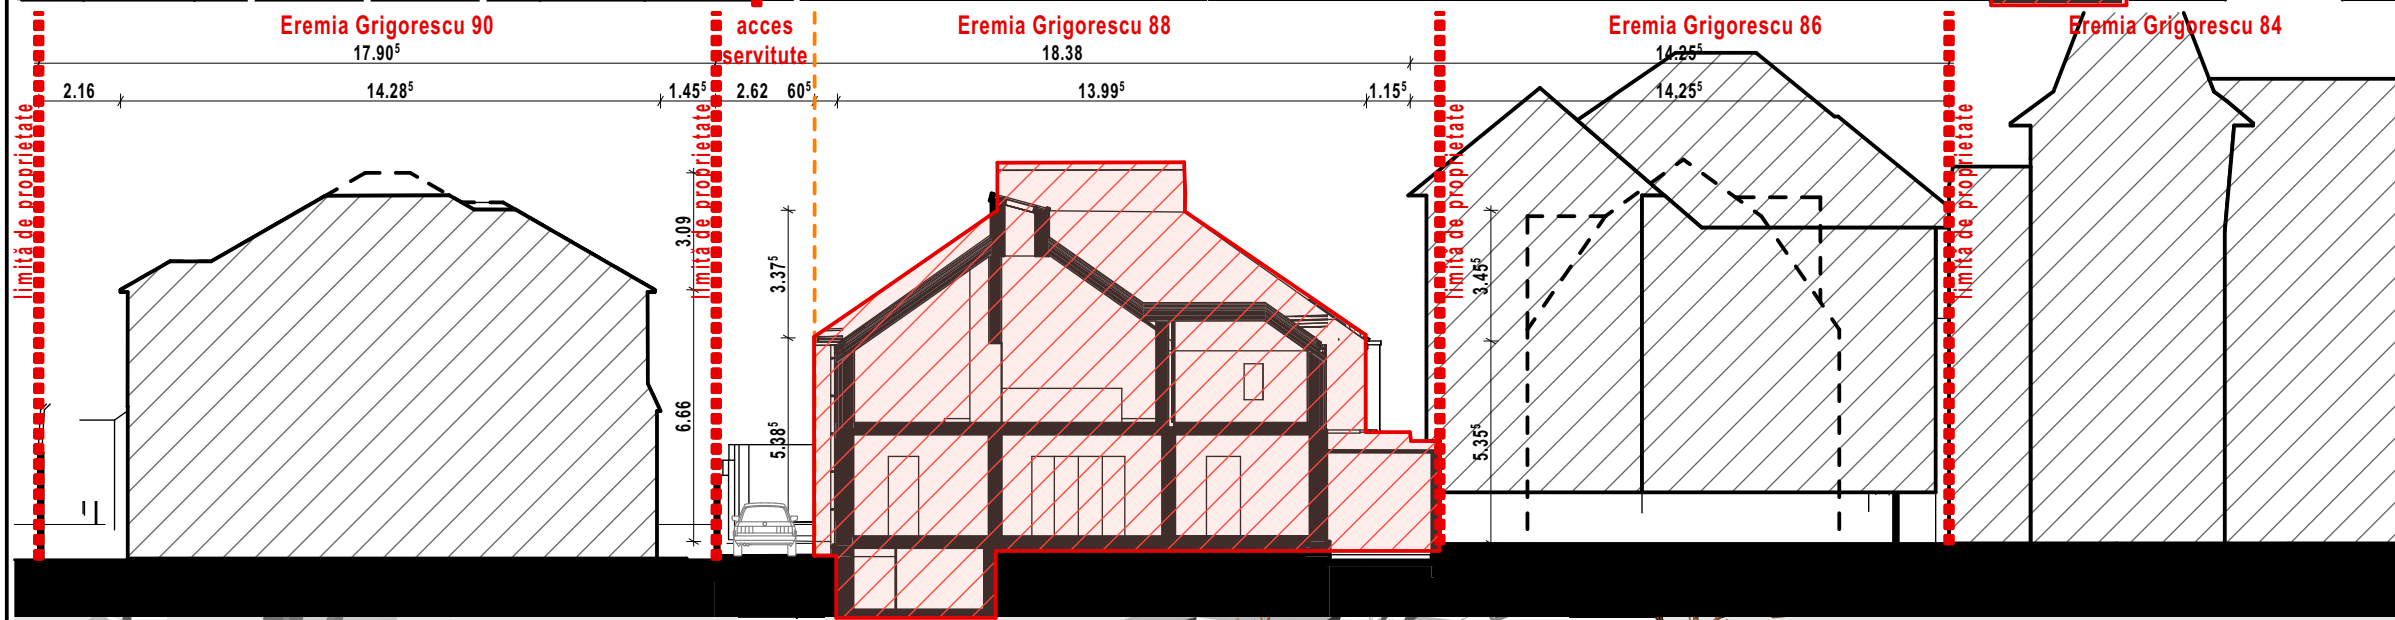 Eremia Grigorescu 90
acces
servitute
Eremia Grigorescu 88
Eremia Grigorescu 86
Eremia Grigorescu 84
17.90⁵
18.38
14.25⁵
2.16
14.28⁵
1.45⁵
2.62
60⁵
13.99⁵
1.15⁵
14.25⁵
limită de proprietate
limită de proprietate
limită de proprietate
limită de proprietate
3.09
6.66
3.37⁵
5.38⁵
3.45⁵
5.35⁵